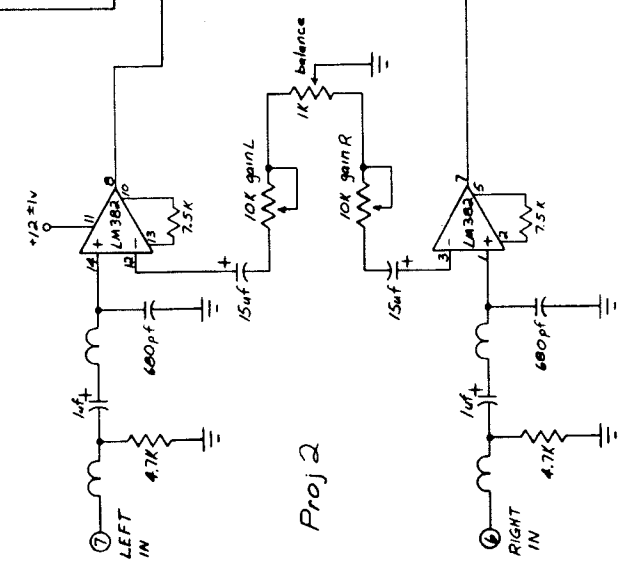 +12 ±1v
11
14
+
LM382
-
12
13
10
8
7.5K
15uf
+
10K gain L
1K
balance
10K gain R
15uf
+
3
-
LM382
+
1
2
5
7
7.5K
7
LEFT
IN
4.7K
1uf
+
680pf
Proj 2
6
RIGHT
IN
4.7K
1uf
+
680pf